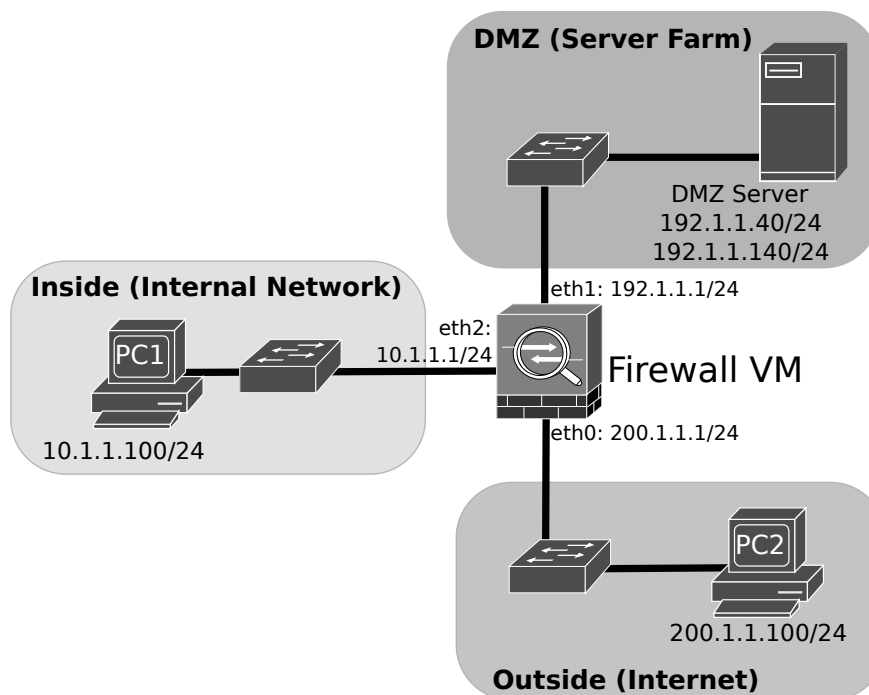 DMZ (Server Farm)
DMZ Server
192.1.1.40/24
192.1.1.140/24
eth1: 192.1.1.1/24
Inside (Internal Network)
eth2:
10.1.1.1/24
PC1
10.1.1.100/24
Firewall VM
eth0: 200.1.1.1/24
PC2
200.1.1.100/24
Outside (Internet)